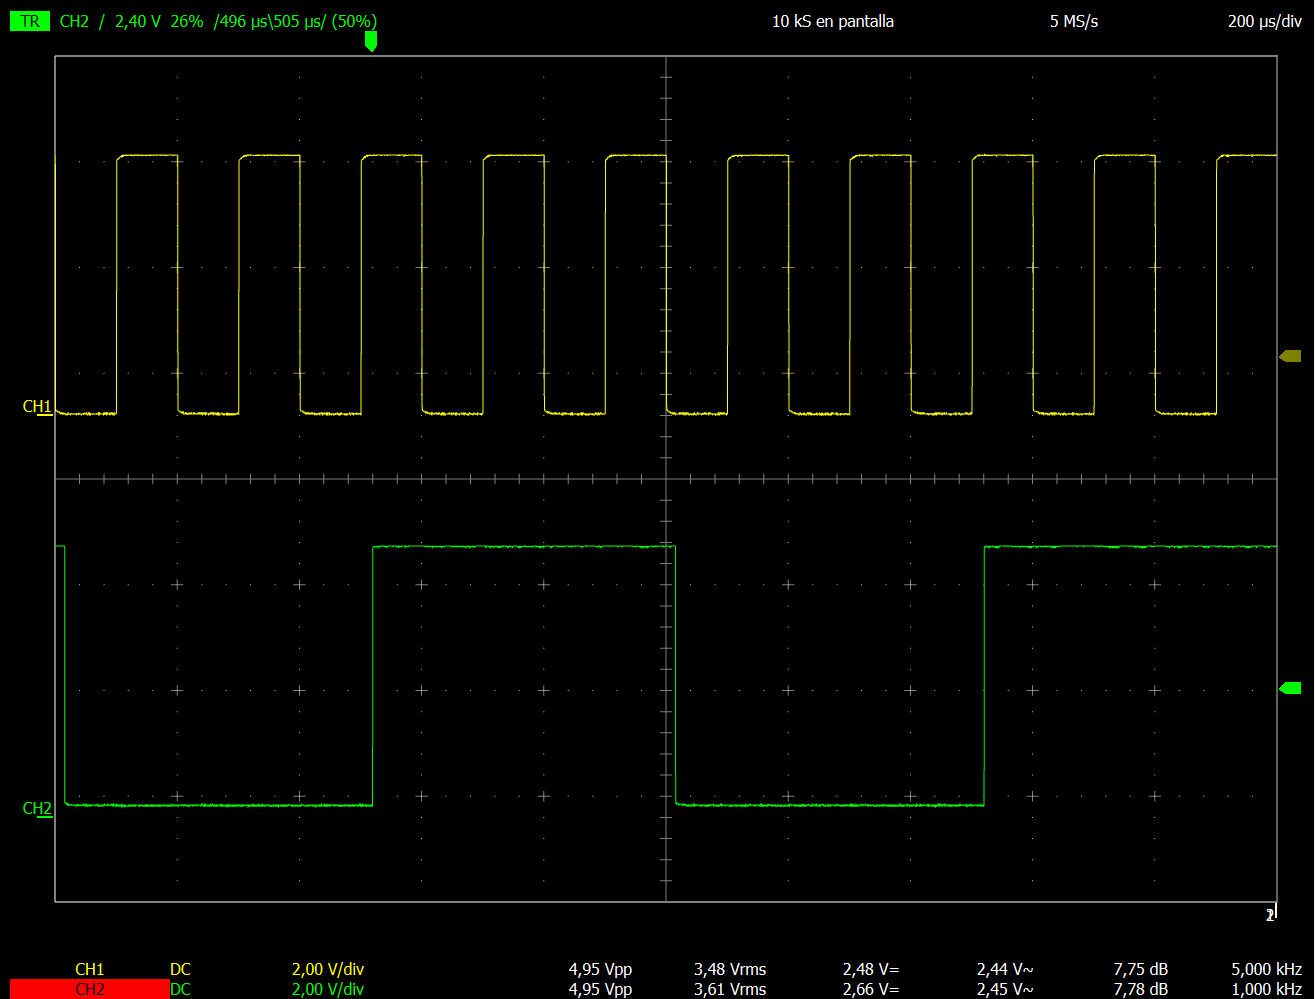 TR CH2 / 2,40 V 26% /496 µs\505 µs/ (50%) 10 kS en pantalla 5 MS/s 200 µs/div
CH1
CH2
CH1 DC 2,00 V/div 4,95 Vpp 3,48 Vrms 2,48 V= 2,44 V~ 7,75 dB 5,000 kHz
CH2 DC 2,00 V/div 4,95 Vpp 3,61 Vrms 2,66 V= 2,45 V~ 7,78 dB 1,000 kHz